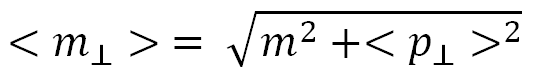 < m⊥ > = √(m² + < p⊥ >²)